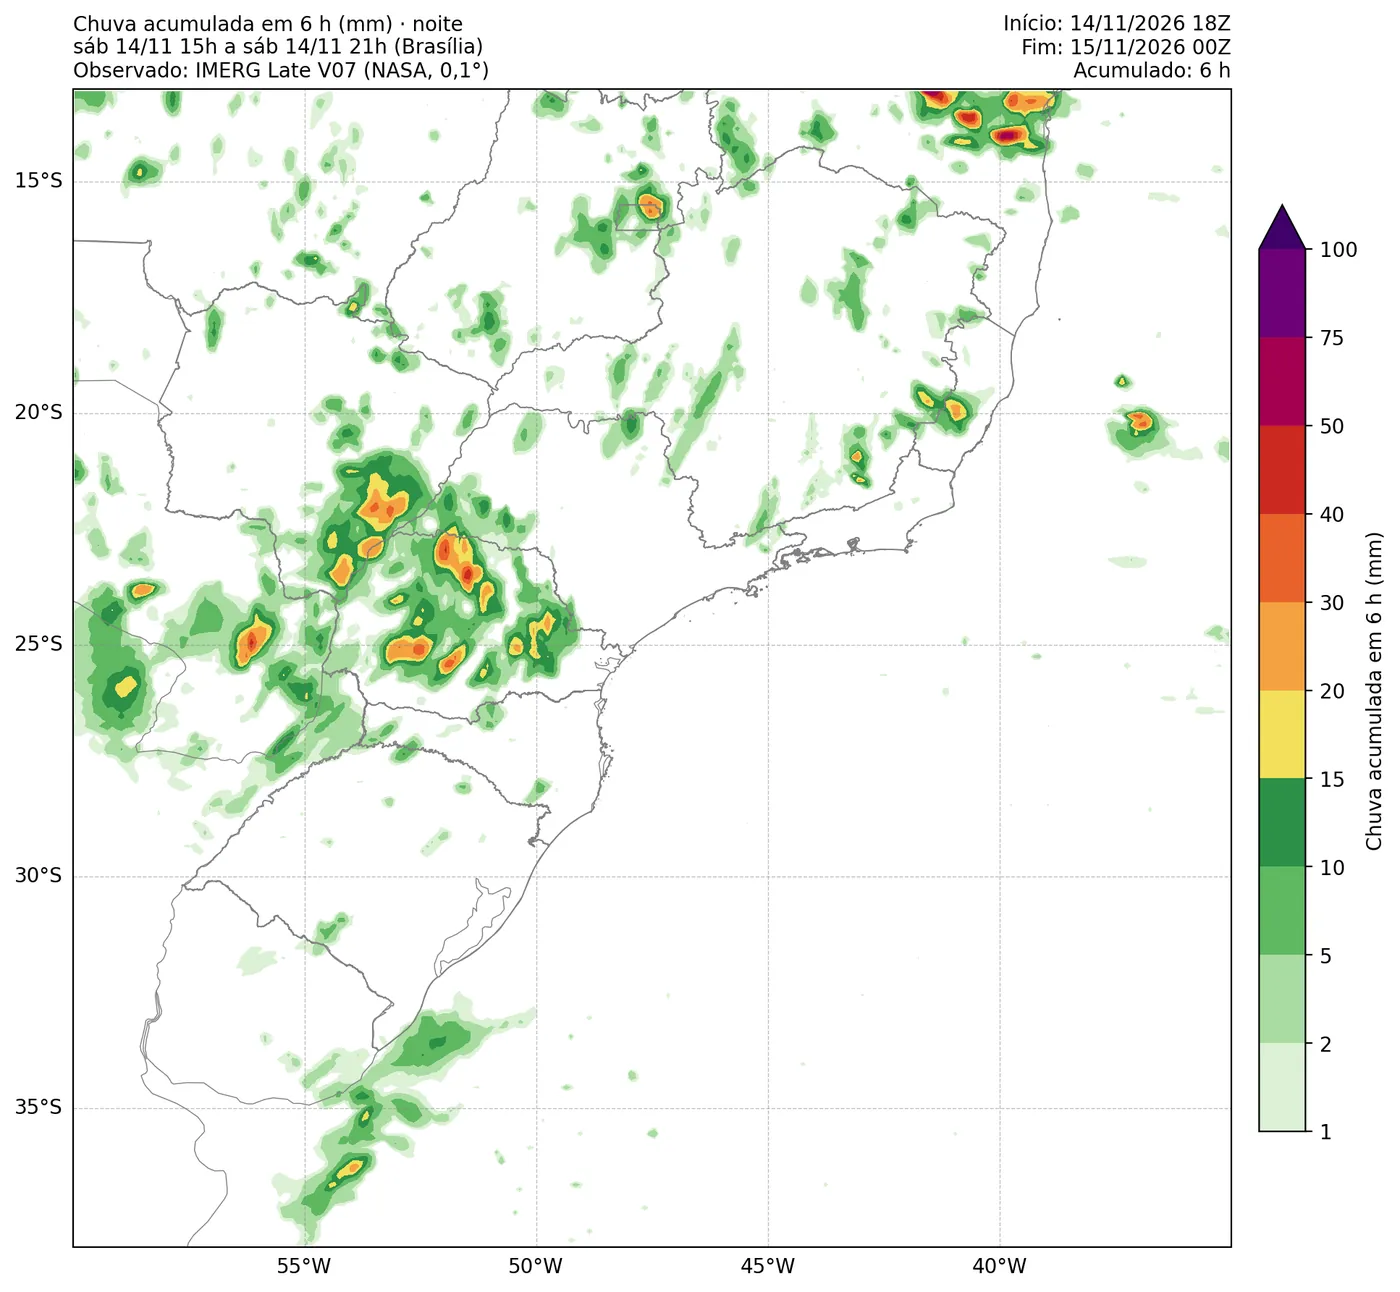 Chuva acumulada em 6 h (mm) · noite
sáb 14/11 15h a sáb 14/11 21h (Brasília)
Observado: IMERG Late V07 (NASA, 0,1°)
Início: 14/11/2026 18Z
Fim: 15/11/2026 00Z
Acumulado: 6 h
15°S
20°S
25°S
30°S
35°S
55°W
50°W
45°W
40°W
100
75
50
40
30
20
15
10
5
2
1
Chuva acumulada em 6 h (mm)